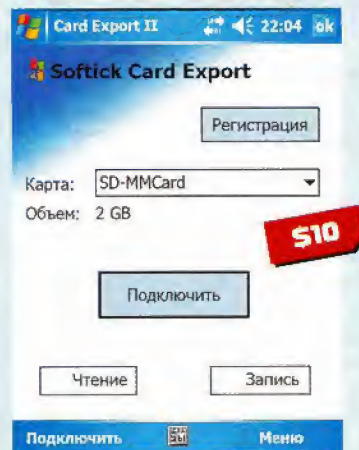 Card Export II 22:04 ok
Softick Card Export
Регистрация
Карта: SD-MMCard
Объем: 2 GB
$10
Подключить
Чтение Запись
Подключить Меню